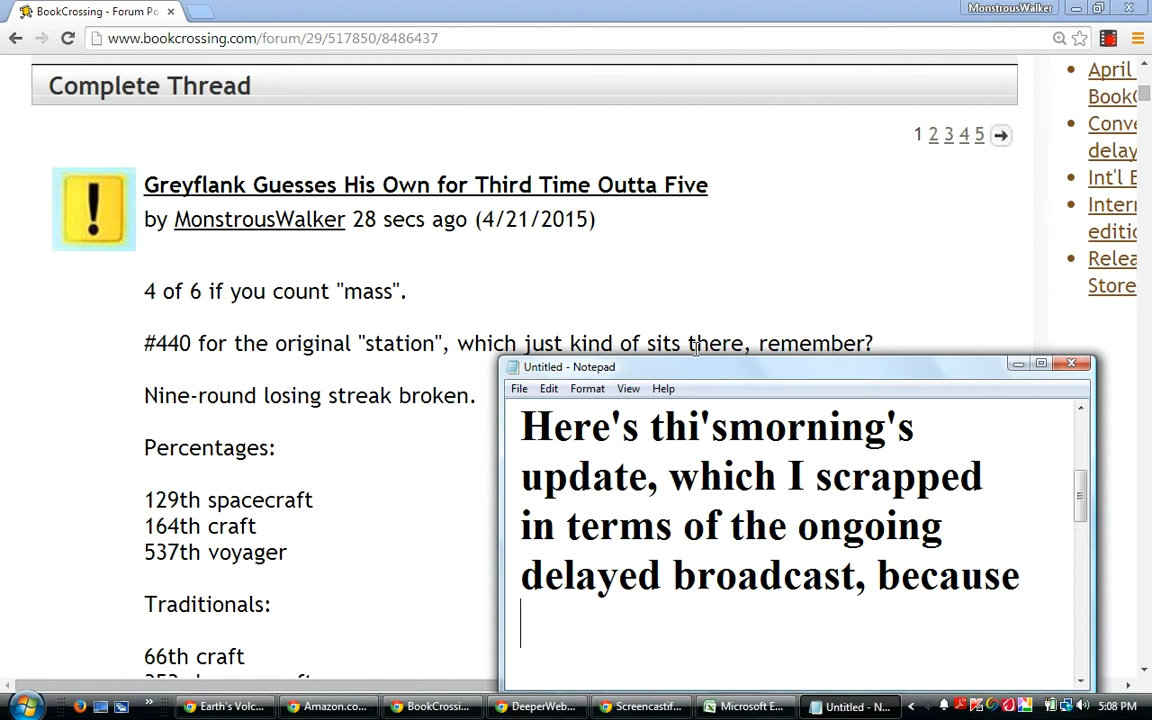 BookCrossing - Forum Po
MonstrousWalker
www.bookcrossing.com/forum/29/517850/8486437
Complete Thread
April
BookC
Conve
delay
Int'l E
Intern
editic
Relea
Store
1 2 3 4 5
Greyflank Guesses His Own for Third Time Outta Five
by MonstrousWalker 28 secs ago (4/21/2015)
4 of 6 if you count "mass".
#440 for the original "station", which just kind of sits there, remember?
Nine-round losing streak broken.
Percentages:
129th spacecraft
164th craft
537th voyager
Traditionals:
66th craft
Untitled - Notepad
File Edit Format View Help
Here's thi'smorning's
update, which I scrapped
in terms of the ongoing
delayed broadcast, because
Earth's Volc...
Amazon.co...
BookCrossi...
DeeperWeb...
Screencastif...
Microsoft E...
Untitled - N...
5:08 PM